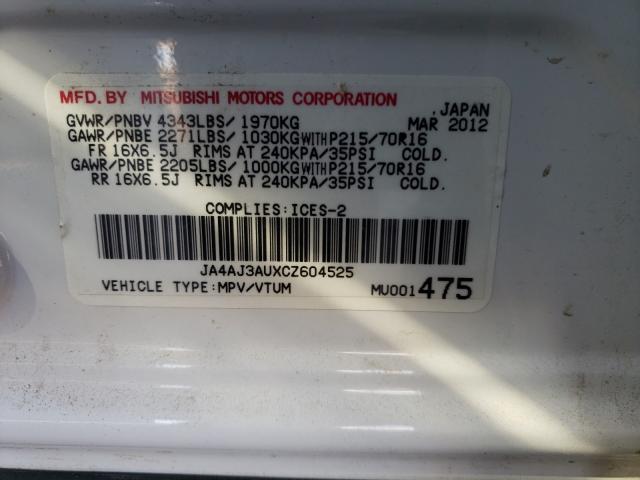 MFD. BY MITSUBISHI MOTORS CORPORATION
, JAPAN
GVWR/PNBV 4343LBS/1970KG MAR 2012
GAWR/PNBE 2271LBS/1030KG WITH P215/70R16
FR 16X6.5J RIMS AT 240KPA/35PSI COLD.
GAWR/PNBE 2205LBS/1000KG WITH P215/70R16
RR 16X6.5J RIMS AT 240KPA/35PSI COLD.
COMPLIES:ICES-2
JA4AJ3AUXCZ604525
VEHICLE TYPE:MPV/VTUM MU001475